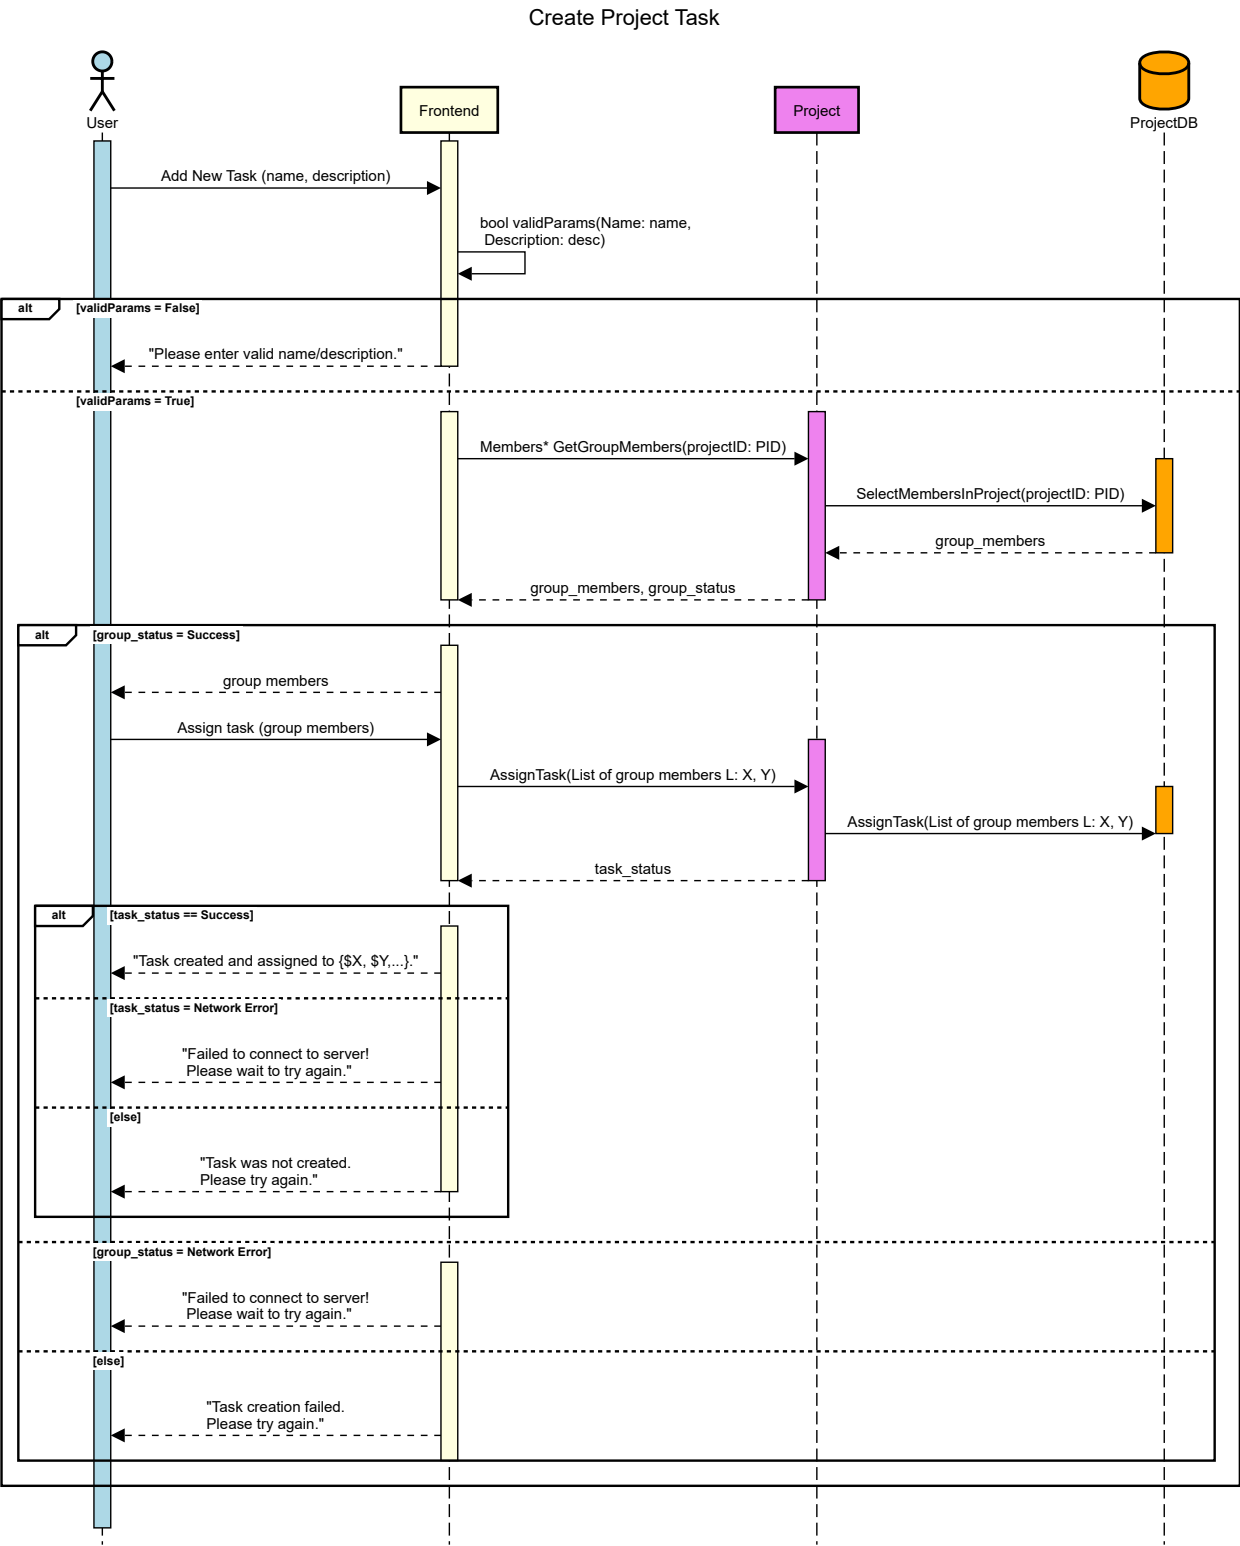 Create Project Task
User
Frontend
Project
ProjectDB
Add New Task (name, description)
bool validParams(Name: name,
Description: desc)
alt
[validParams = False]
"Please enter valid name/description."
[validParams = True]
Members* GetGroupMembers(projectID: PID)
SelectMembersInProject(projectID: PID)
group_members
group_members, group_status
alt
[group_status = Success]
group members
Assign task (group members)
AssignTask(List of group members L: X, Y)
AssignTask(List of group members L: X, Y)
task_status
alt
[task_status == Success]
"Task created and assigned to {$X, $Y,...}."
[task_status = Network Error]
"Failed to connect to server!
Please wait to try again."
[else]
"Task was not created.
Please try again."
[group_status = Network Error]
"Failed to connect to server!
Please wait to try again."
[else]
"Task creation failed.
Please try again."